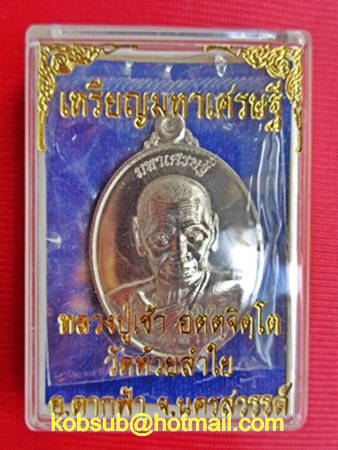 เหรียญมหาเศรษฐี
มหาเศรษฐี
หลวงปู่เจ้า อตตจิตฺโต
วัดห้วยลำใย
อ.ตากฟ้า จ.นครสวรรค์
kobsub@hotmail.com